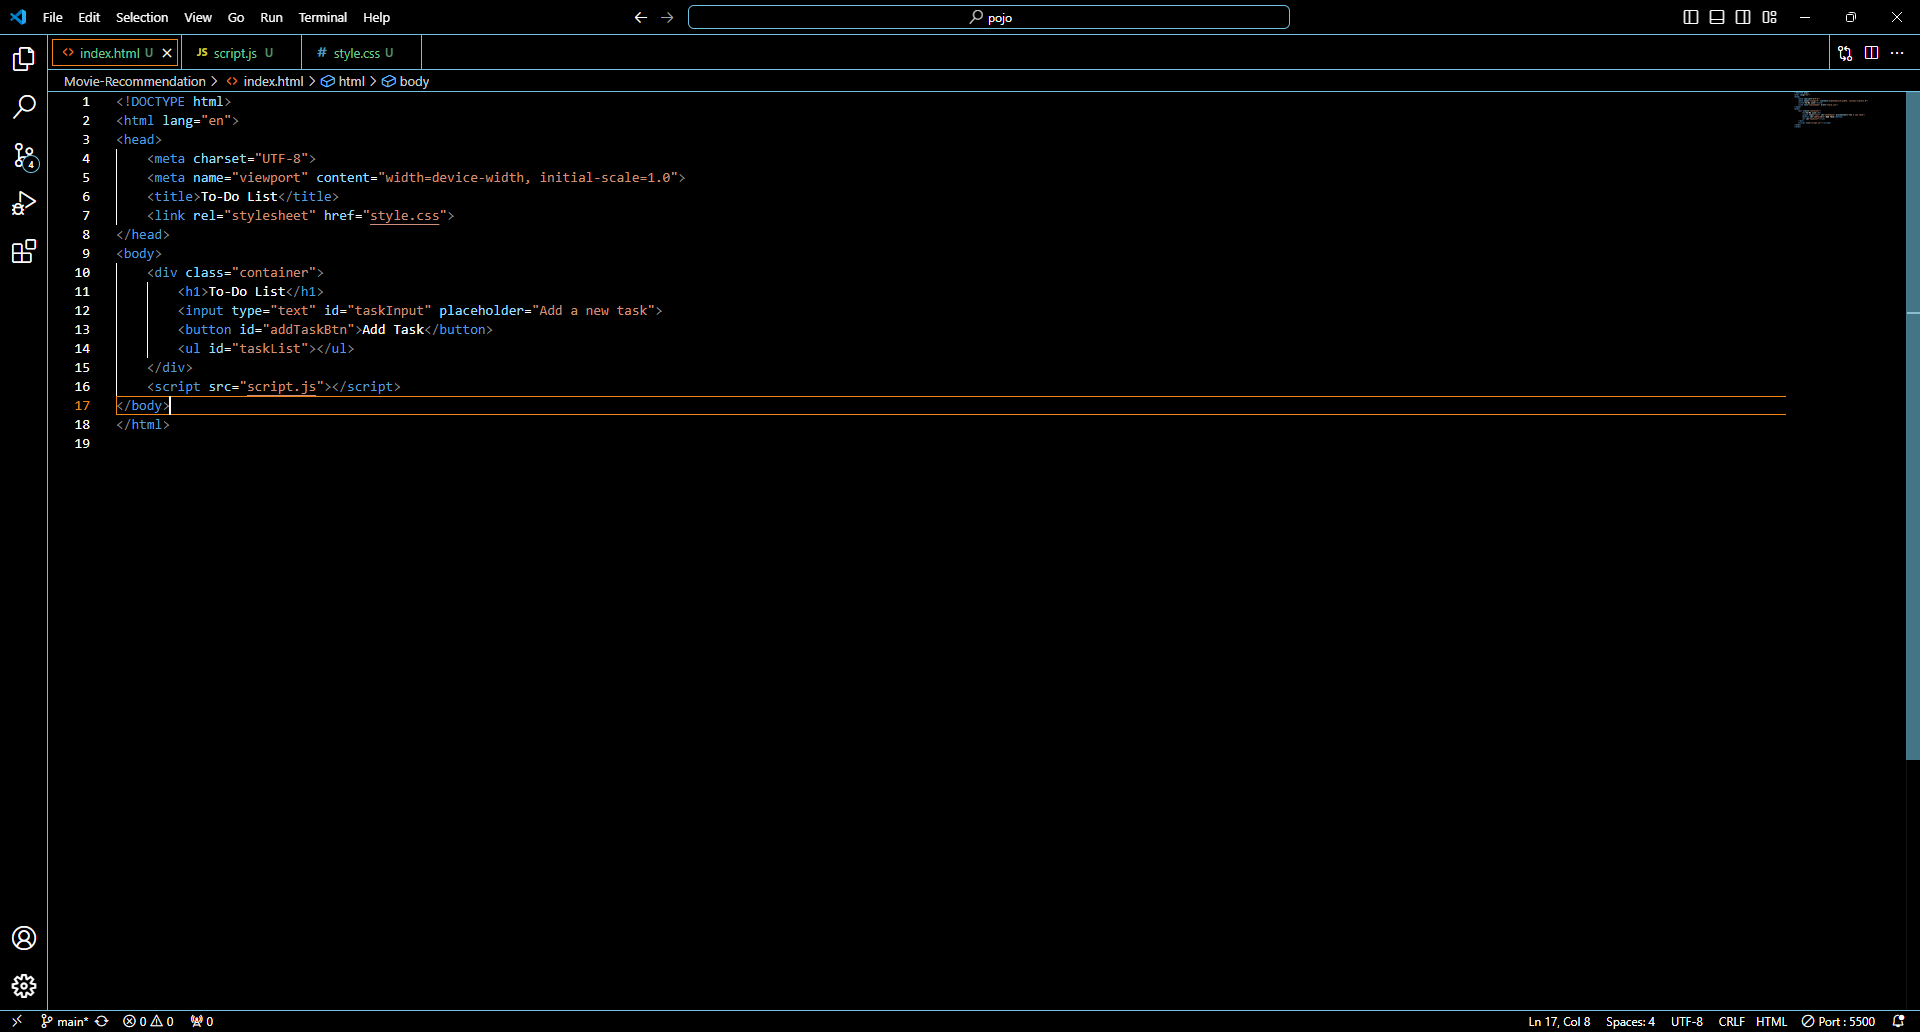 File Edit Selection View Go Run Terminal Help
pojo
index.html U
JS script.js U
# style.css U
Movie-Recommendation > index.html > html > body
1 <!DOCTYPE html>
2 <html lang="en">
3 <head>
4 <meta charset="UTF-8">
5 <meta name="viewport" content="width=device-width, initial-scale=1.0">
6 <title>To-Do List</title>
7 <link rel="stylesheet" href="style.css">
8 </head>
9 <body>
10 <div class="container">
11 <h1>To-Do List</h1>
12 <input type="text" id="taskInput" placeholder="Add a new task">
13 <button id="addTaskBtn">Add Task</button>
14 <ul id="taskList"></ul>
15 </div>
16 <script src="script.js"></script>
17 </body>
18 </html>
19
4
main* 0 0 0
Ln 17, Col 8 Spaces: 4 UTF-8 CRLF HTML Port : 5500